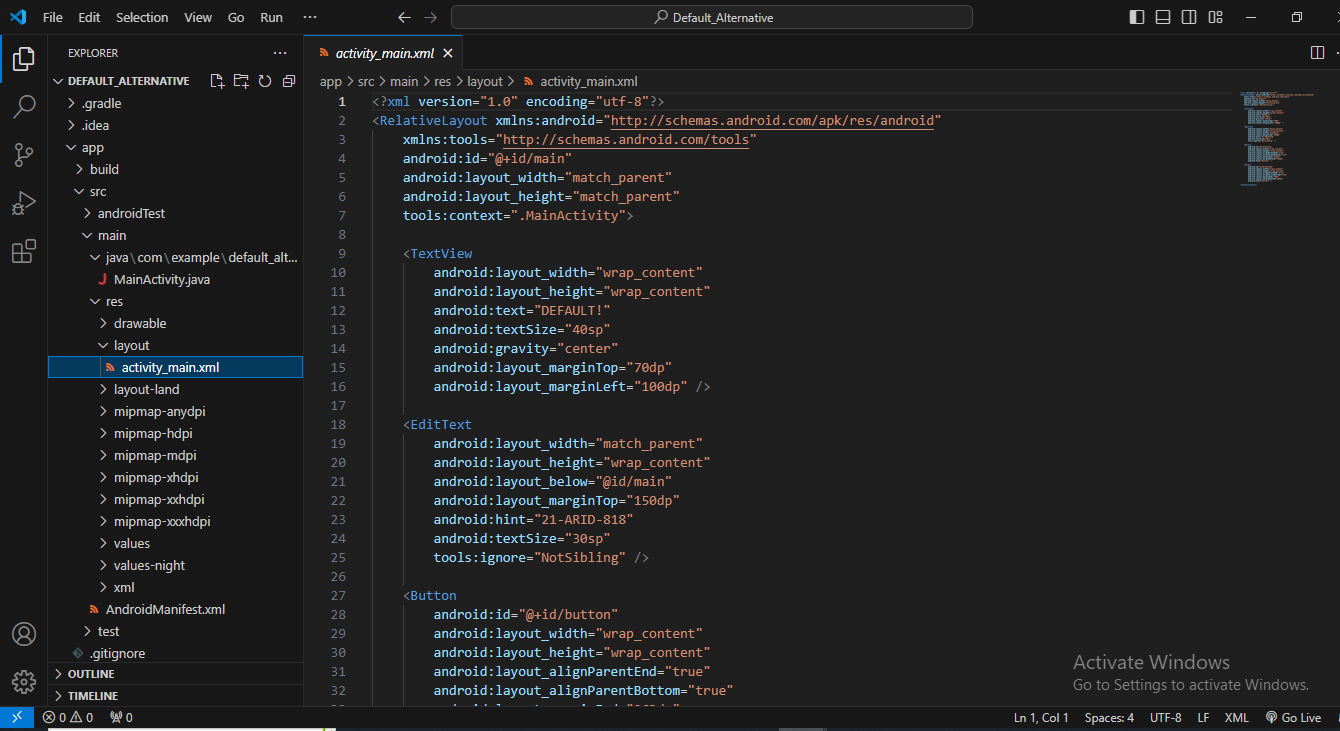 File Edit Selection View Go Run ···
Default_Alternative
EXPLORER
DEFAULT_ALTERNATIVE
.gradle
.idea
app
build
src
androidTest
main
java\com\example\default_alt...
MainActivity.java
res
drawable
layout
activity_main.xml
layout-land
mipmap-anydpi
mipmap-hdpi
mipmap-mdpi
mipmap-xhdpi
mipmap-xxhdpi
mipmap-xxxhdpi
values
values-night
xml
AndroidManifest.xml
test
.gitignore
OUTLINE
TIMELINE
activity_main.xml
app > src > main > res > layout > activity_main.xml
1 <?xml version="1.0" encoding="utf-8"?>
2 <RelativeLayout xmlns:android="http://schemas.android.com/apk/res/android"
3 xmlns:tools="http://schemas.android.com/tools"
4 android:id="@+id/main"
5 android:layout_width="match_parent"
6 android:layout_height="match_parent"
7 tools:context=".MainActivity">
8
9 <TextView
10 android:layout_width="wrap_content"
11 android:layout_height="wrap_content"
12 android:text="DEFAULT!"
13 android:textSize="40sp"
14 android:gravity="center"
15 android:layout_marginTop="70dp"
16 android:layout_marginLeft="100dp" />
17
18 <EditText
19 android:layout_width="match_parent"
20 android:layout_height="wrap_content"
21 android:layout_below="@id/main"
22 android:layout_marginTop="150dp"
23 android:hint="21-ARID-818"
24 android:textSize="30sp"
25 tools:ignore="NotSibling" />
26
27 <Button
28 android:id="@+id/button"
29 android:layout_width="wrap_content"
30 android:layout_height="wrap_content"
31 android:layout_alignParentEnd="true"
32 android:layout_alignParentBottom="true"
Activate Windows
Go to Settings to activate Windows.
0 0 0 Ln 1, Col 1 Spaces: 4 UTF-8 LF XML Go Live